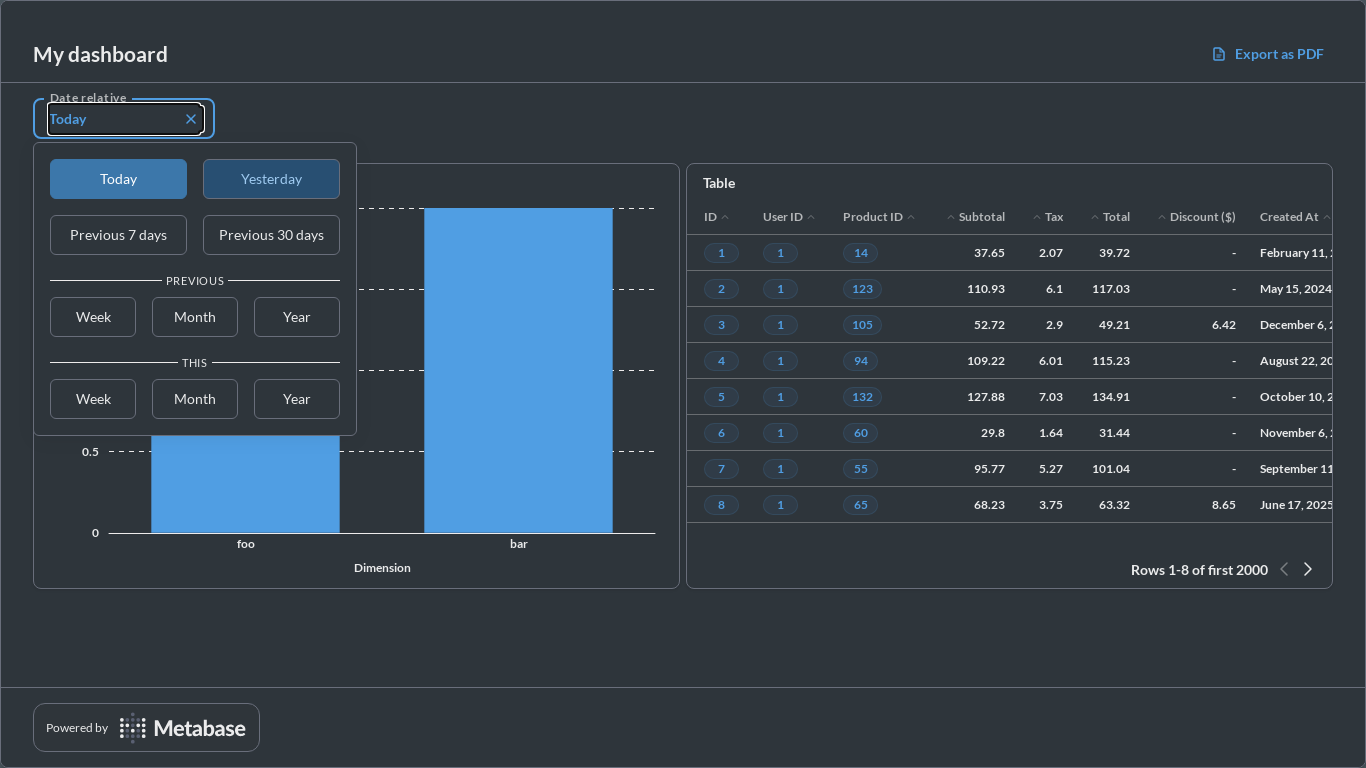 My dashboard
Export as PDF
Date relative
Today
Today Yesterday
Previous 7 days Previous 30 days
PREVIOUS
Week Month Year
THIS
Week Month Year
0.5
0
foo bar
Dimension
Table
ID User ID Product ID Subtotal Tax Total Discount ($) Created At
1 1 14 37.65 2.07 39.72 - February 11,
2 1 123 110.93 6.1 117.03 - May 15, 2024
3 1 105 52.72 2.9 49.21 6.42 December 6,
4 1 94 109.22 6.01 115.23 - August 22, 20
5 1 132 127.88 7.03 134.91 - October 10, 2
6 1 60 29.8 1.64 31.44 - November 6,
7 1 55 95.77 5.27 101.04 - September 11
8 1 65 68.23 3.75 63.32 8.65 June 17, 2025
Rows 1-8 of first 2000
Powered by Metabase